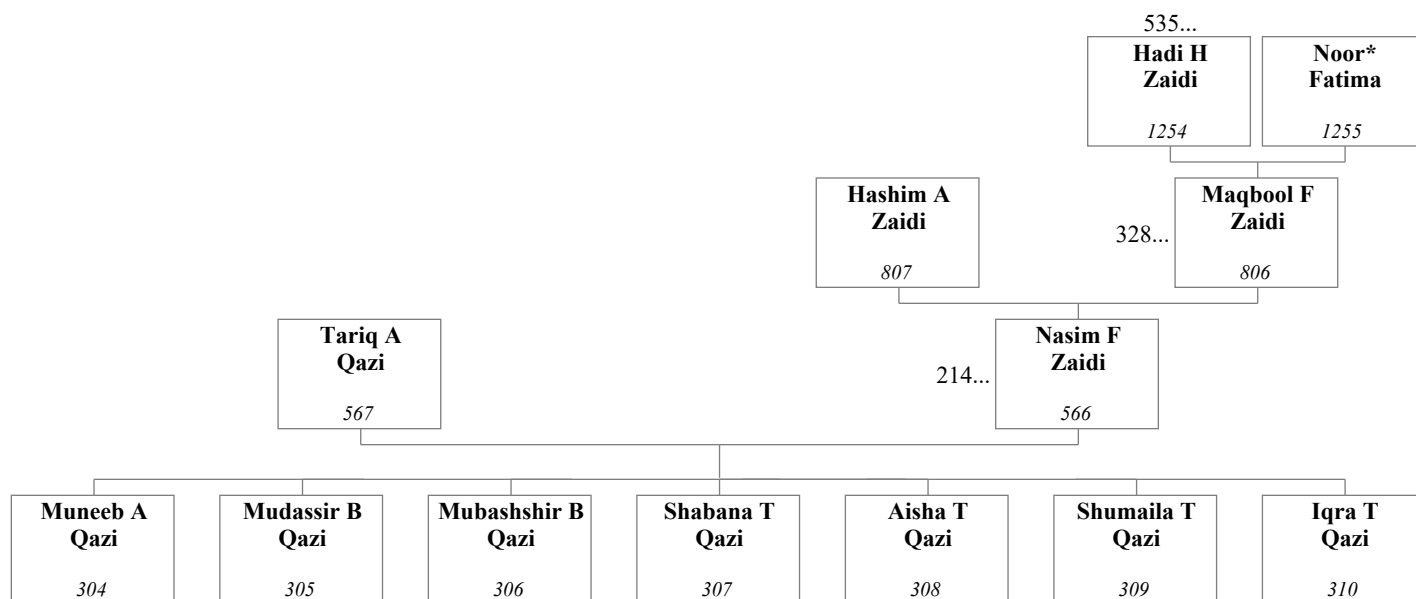 535...
Hadi H
Zaidi
1254
Noor*
Fatima
1255
Hashim A
Zaidi
807
328...
Maqbool F
Zaidi
806
Tariq A
Qazi
567
214...
Nasim F
Zaidi
566
Muneeb A
Qazi
304
Mudassir B
Qazi
305
Mubashshir B
Qazi
306
Shabana T
Qazi
307
Aisha T
Qazi
308
Shumaila T
Qazi
309
Iqra T
Qazi
310